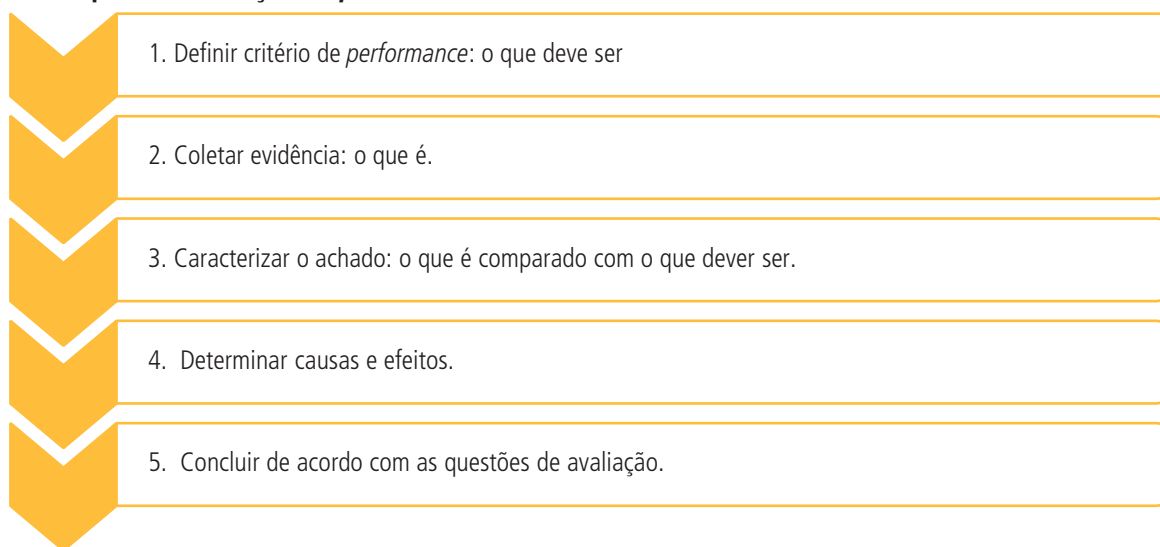 1. Definir critério de performance: o que deve ser
2. Coletar evidência: o que é.
3. Caracterizar o achado: o que é comparado com o que dever ser.
4. Determinar causas e efeitos.
5. Concluir de acordo com as questões de avaliação.